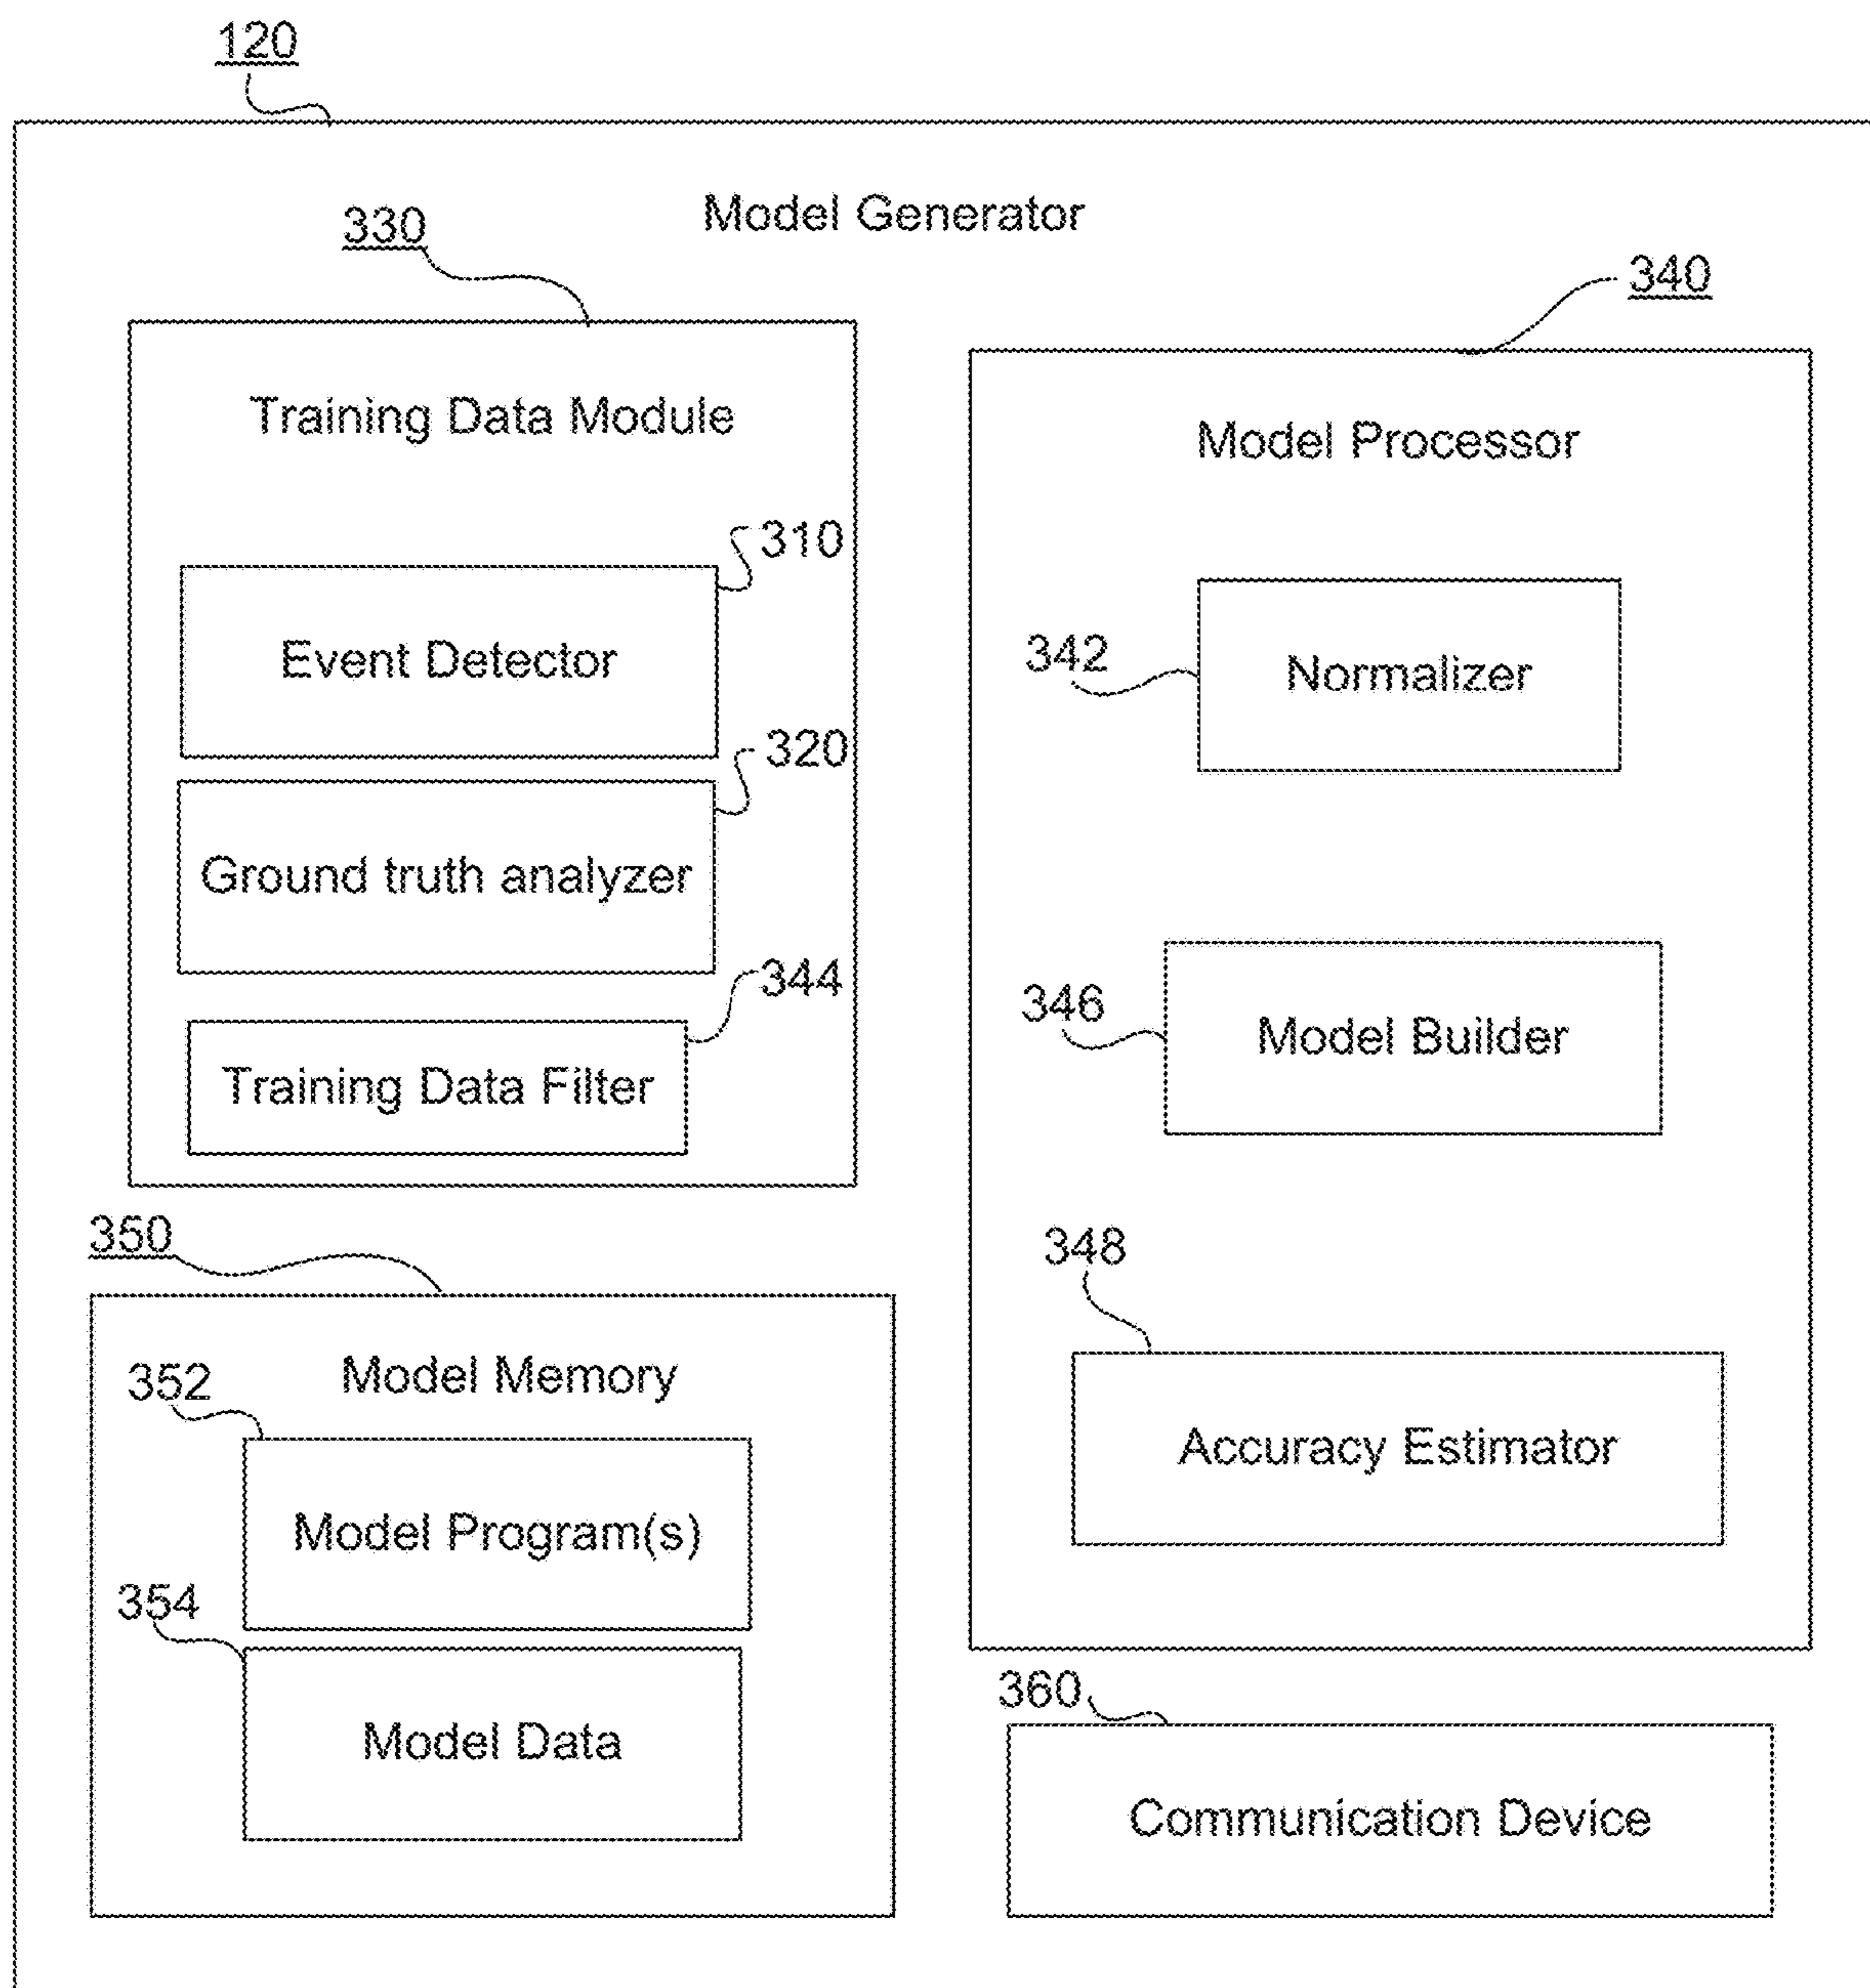 120
Model Generator
330
Training Data Module
310
Event Detector
320
Ground truth analyzer
344
Training Data Filter
340
Model Processor
342
Normalizer
346
Model Builder
348
Accuracy Estimator
350
Model Memory
352
Model Program(s)
354
Model Data
360
Communication Device